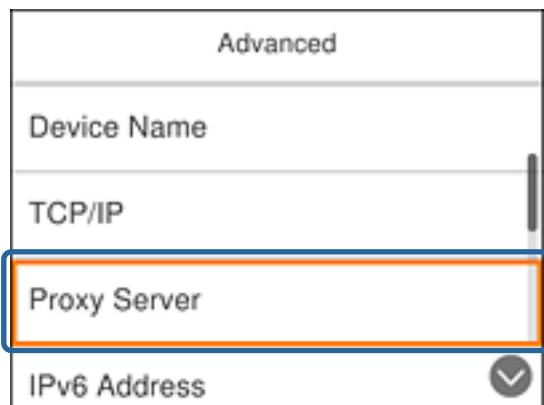 Advanced
Device Name
TCP/IP
Proxy Server
IPv6 Address